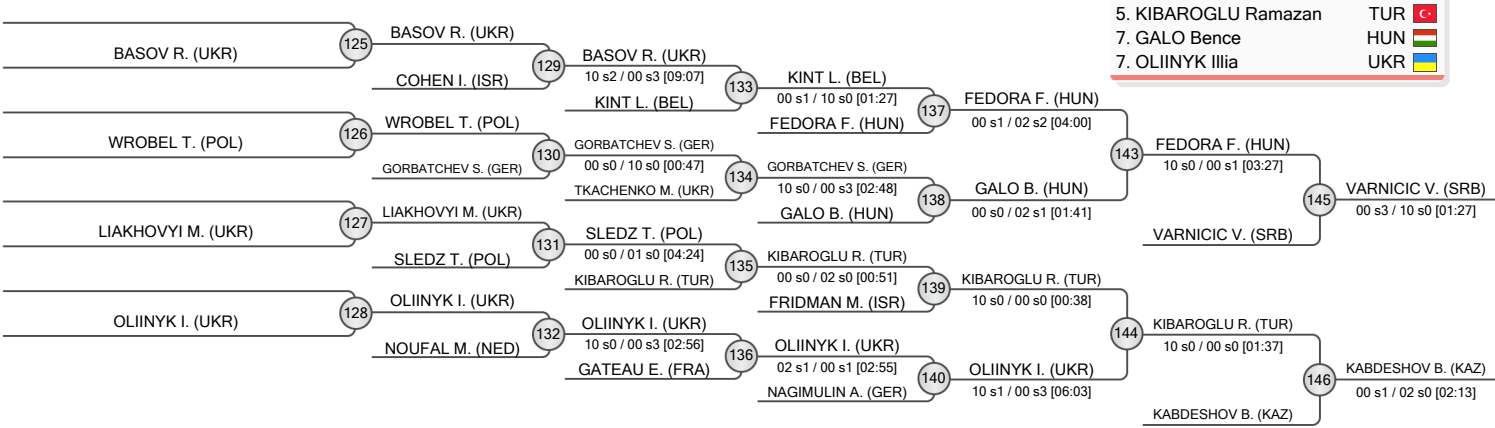 5. KIBAROGLU Ramazan TUR
7. GALO Bence HUN
7. OLIINYK Illia UKR
BASOV R. (UKR)
125
WROBEL T. (POL)
126
LIAKHOVYI M. (UKR)
127
OLIINYK I. (UKR)
128
BASOV R. (UKR)
129
COHEN I. (ISR)
WROBEL T. (POL)
130
GORBATCHEV S. (GER)
LIAKHOVYI M. (UKR)
131
SLEDZ T. (POL)
OLIINYK I. (UKR)
132
NOUFAL M. (NED)
BASOV R. (UKR)
10 s2 / 00 s3 [09:07]
133
KINT L. (BEL)
GORBATCHEV S. (GER)
00 s0 / 10 s0 [00:47]
134
TKACHENKO M. (UKR)
SLEDZ T. (POL)
00 s0 / 01 s0 [04:24]
135
KIBAROGLU R. (TUR)
OLIINYK I. (UKR)
10 s0 / 00 s3 [02:56]
136
GATEAU E. (FRA)
KINT L. (BEL)
00 s1 / 10 s0 [01:27]
137
FEDORA F. (HUN)
GORBATCHEV S. (GER)
10 s0 / 00 s3 [02:48]
138
GALO B. (HUN)
KIBAROGLU R. (TUR)
00 s0 / 02 s0 [00:51]
139
FRIDMAN M. (ISR)
OLIINYK I. (UKR)
02 s1 / 00 s1 [02:55]
140
NAGIMULIN A. (GER)
FEDORA F. (HUN)
00 s1 / 02 s2 [04:00]
143
GALO B. (HUN)
00 s0 / 02 s1 [01:41]
KIBAROGLU R. (TUR)
10 s0 / 00 s0 [00:38]
144
OLIINYK I. (UKR)
10 s1 / 00 s3 [06:03]
FEDORA F. (HUN)
10 s0 / 00 s1 [03:27]
145
VARNICIC V. (SRB)
KIBAROGLU R. (TUR)
10 s0 / 00 s0 [01:37]
146
KABDESHOV B. (KAZ)
VARNICIC V. (SRB)
00 s3 / 10 s0 [01:27]
KABDESHOV B. (KAZ)
00 s1 / 02 s0 [02:13]